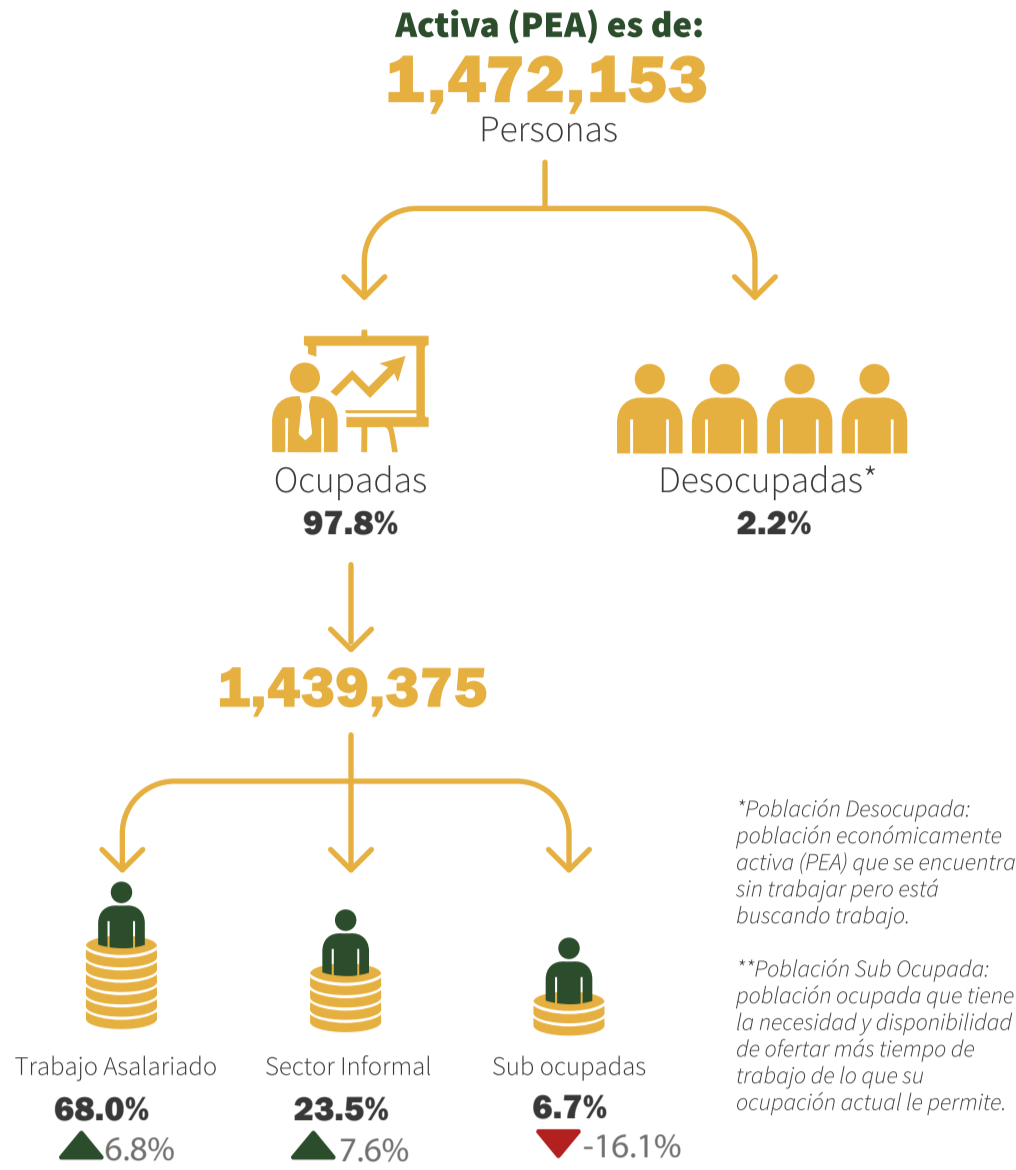 Activa (PEA) es de:
1,472,153
Personas
Ocupadas
97.8%
Desocupadas*
2.2%
1,439,375
Trabajo Asalariado
68.0%
6.8%
Sector Informal
23.5%
7.6%
Sub ocupadas
6.7%
-16.1%
*Población Desocupada:
población económicamente
activa (PEA) que se encuentra
sin trabajar pero está
buscando trabajo.
**Población Sub Ocupada:
población ocupada que tiene
la necesidad y disponibilidad
de ofertar más tiempo de
trabajo de lo que su
ocupación actual le permite.